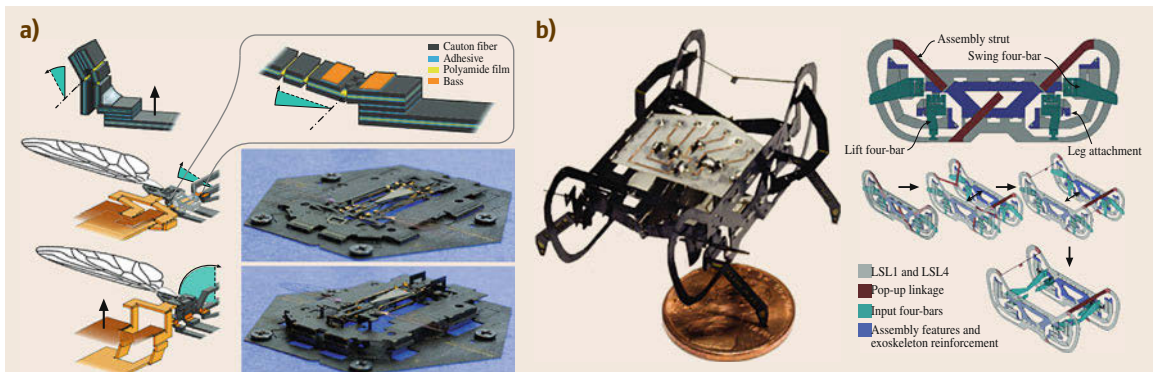 a)
Cauton fiber
Adhesive
Polyamide film
Bass
b)
Assembly strut
Swing four-bar
Lift four-bar
Leg attachment
LSL1 and LSL4
Pop-up linkage
Input four-bars
Assembly features and
exoskeleton reinforcement